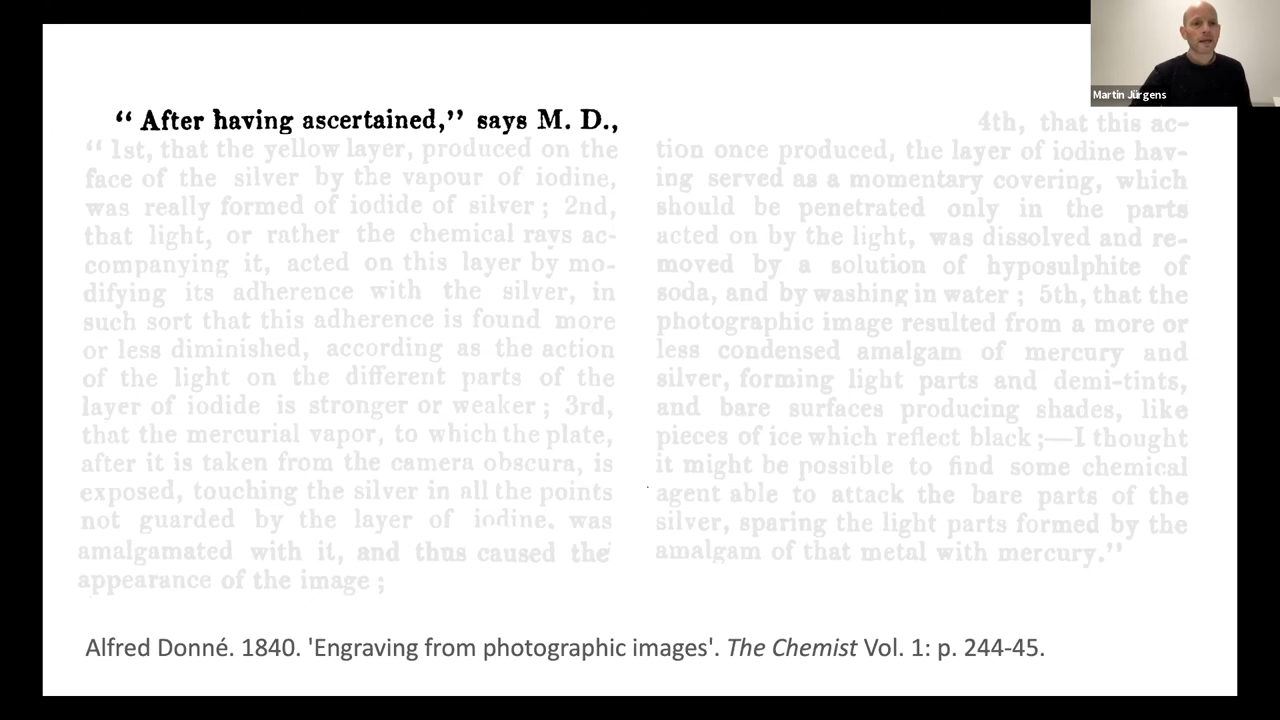 “ After having ascertained,” says M. D.,
“ 1st, that the yellow layer, produced on the
face of the silver by the vapour of iodine,
was really formed of iodide of silver ; 2nd,
that light, or rather the chemical rays ac-
companying it, acted on this layer by mo-
difying its adherence with the silver, in
such sort that this adherence is found more
or less diminished, according as the action
of the light on the different parts of the
layer of iodide is stronger or weaker ; 3rd,
that the mercurial vapor, to which the plate,
after it is taken from the camera obscura, is
exposed, touching the silver in all the points
not guarded by the layer of iodine, was
amalgamated with it, and thus caused the
appearance of the image ;
4th, that this ac-
tion once produced, the layer of iodine hav-
ing served as a momentary covering, which
should be penetrated only in the parts
acted on by the light, was dissolved and re-
moved by a solution of hyposulphite of
soda, and by washing in water ; 5th, that the
photographic image resulted from a more or
less condensed amalgam of mercury and
silver, forming light parts and demi-tints,
and bare surfaces producing shades, like
pieces of ice which reflect black ;—I thought
it might be possible to find some chemical
agent able to attack the bare parts of the
silver, sparing the light parts formed by the
amalgam of that metal with mercury.”
Alfred Donné. 1840. 'Engraving from photographic images'. The Chemist Vol. 1: p. 244-45.
Martin Jürgens